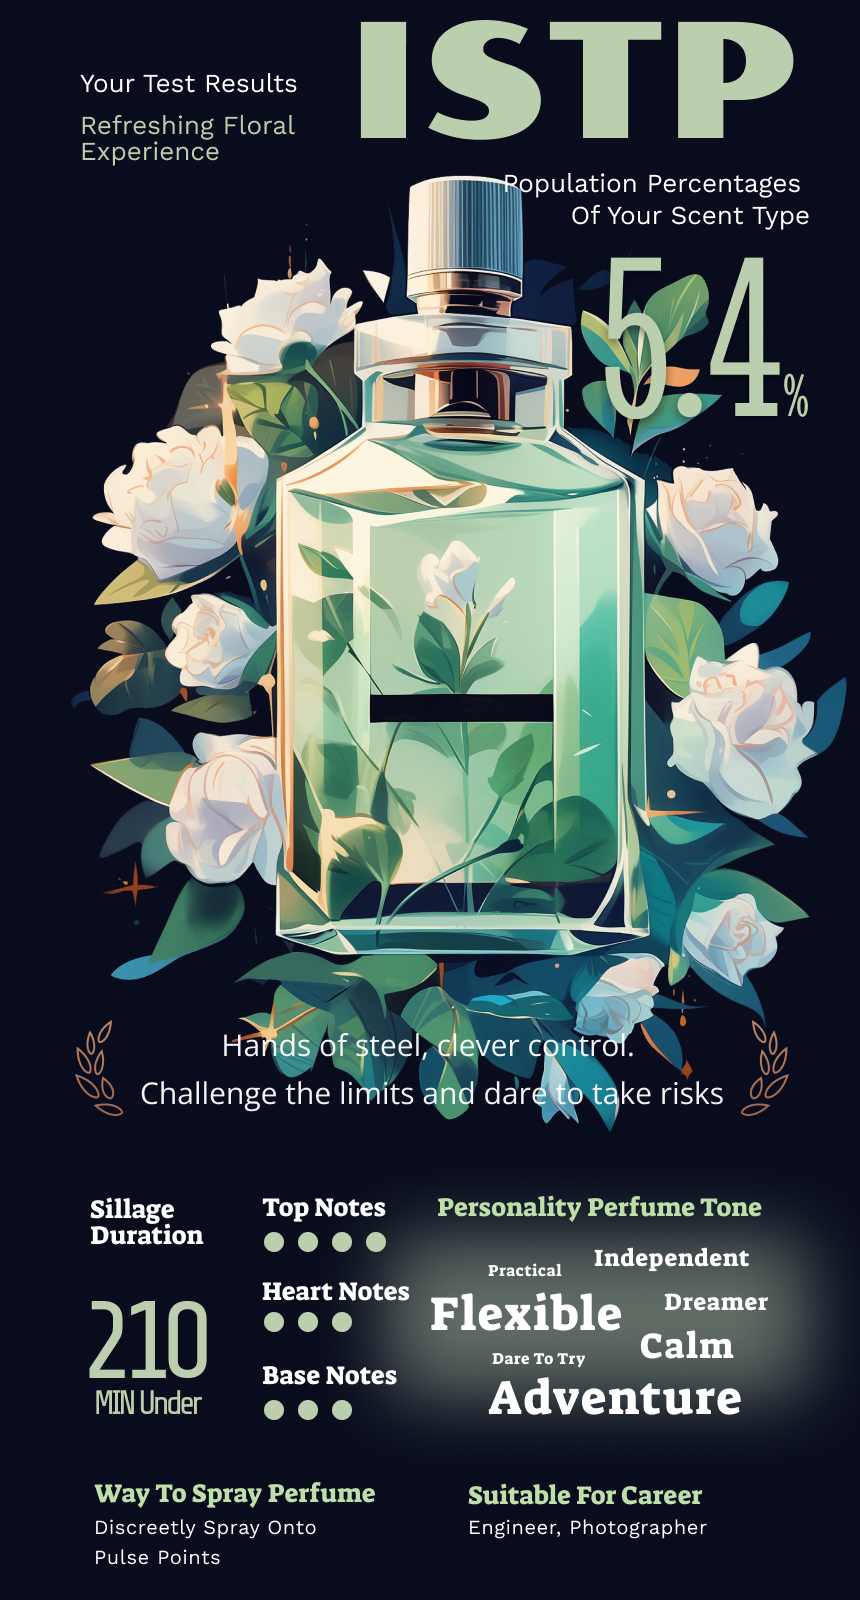 ISTP
Your Test Results
Refreshing Floral
Experience
Population Percentages
Of Your Scent Type
5.4%
Hands of steel, clever control.
Challenge the limits and dare to take risks
Sillage
Duration
210
MIN Under
Top Notes
Heart Notes
Base Notes
Personality Perfume Tone
Independent
Practical
Flexible
Dreamer
Calm
Dare To Try
Adventure
Way To Spray Perfume
Discreetly Spray Onto
Pulse Points
Suitable For Career
Engineer, Photographer